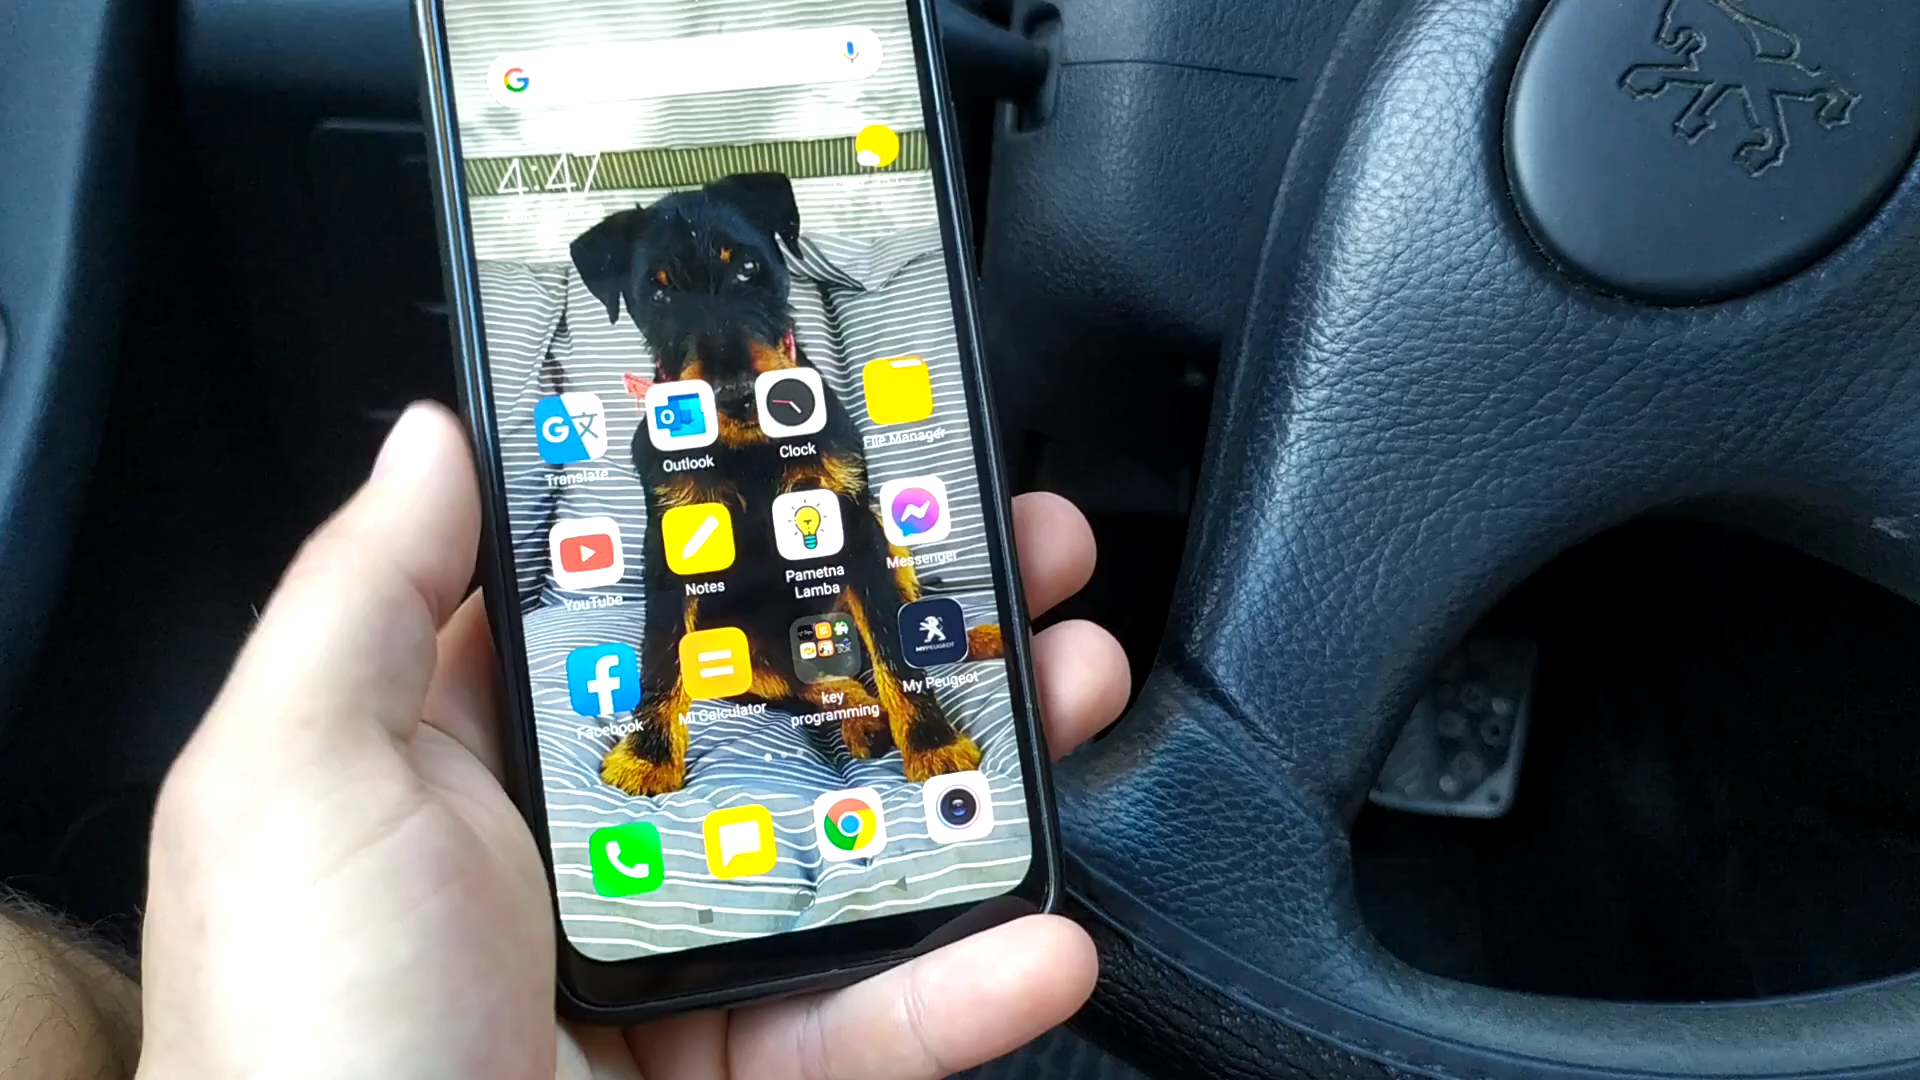 G
4:47
Translate
Outlook
Clock
File Manager
YouTube
Notes
Pametna
Lamba
Messenger
Facebook
Mi Calculator
key
programming
MYPEUGEOT
My Peugeot